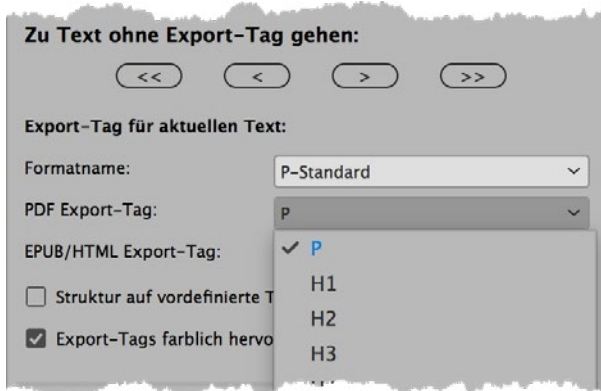 Zu Text ohne Export-Tag gehen:
<< < > >>
Export-Tag für aktuellen Text:
Formatname: P-Standard
PDF Export-Tag: P
EPUB/HTML Export-Tag: P
H1
Struktur auf vordefinierte T
H2
Export-Tags farblich hervo
H3